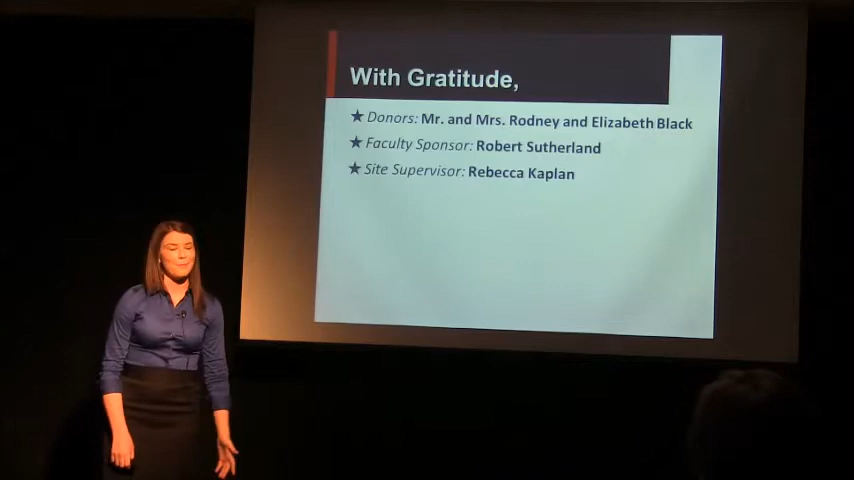 With Gratitude,
★ Donors: Mr. and Mrs. Rodney and Elizabeth Black
★ Faculty Sponsor: Robert Sutherland
★ Site Supervisor: Rebecca Kaplan